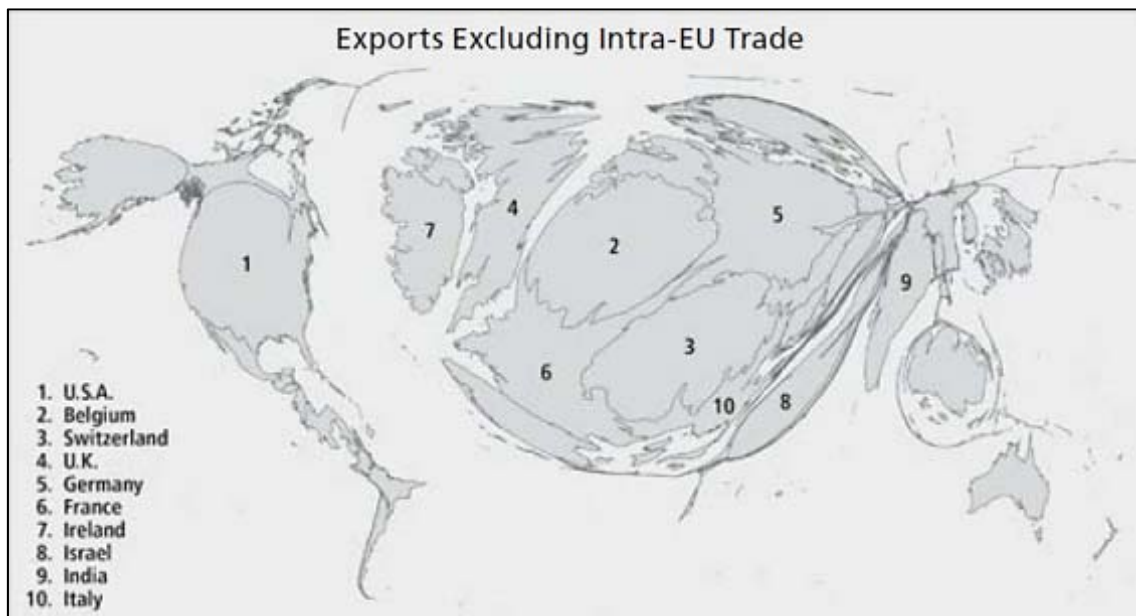 Exports Excluding Intra-EU Trade
1
2
3
4
5
6
7
8
9
10
1. U.S.A.
2. Belgium
3. Switzerland
4. U.K.
5. Germany
6. France
7. Ireland
8. Israel
9. India
10. Italy